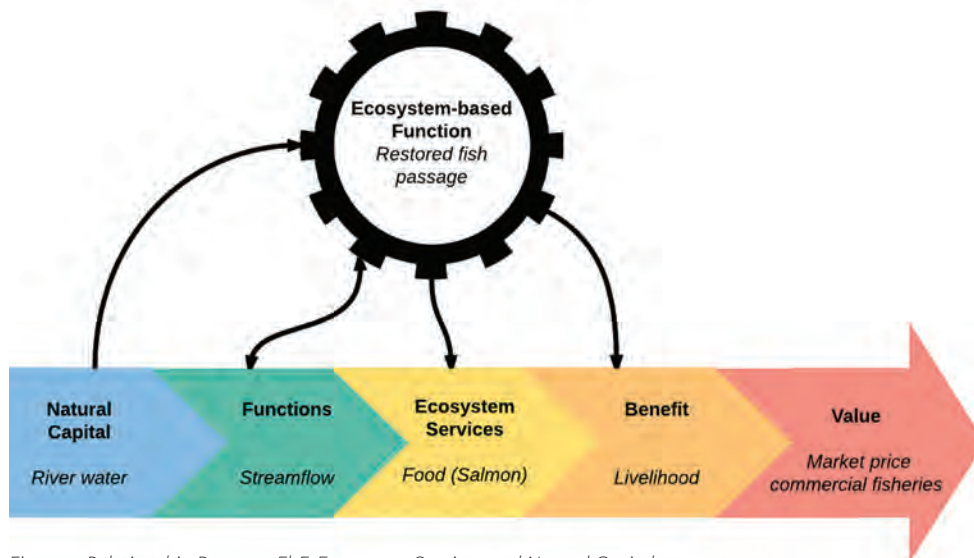 Ecosystem-based
Function
Restored fish
passage
Natural
Capital
River water
Functions
Streamflow
Ecosystem
Services
Food (Salmon)
Benefit
Livelihood
Value
Market price
commercial fisheries